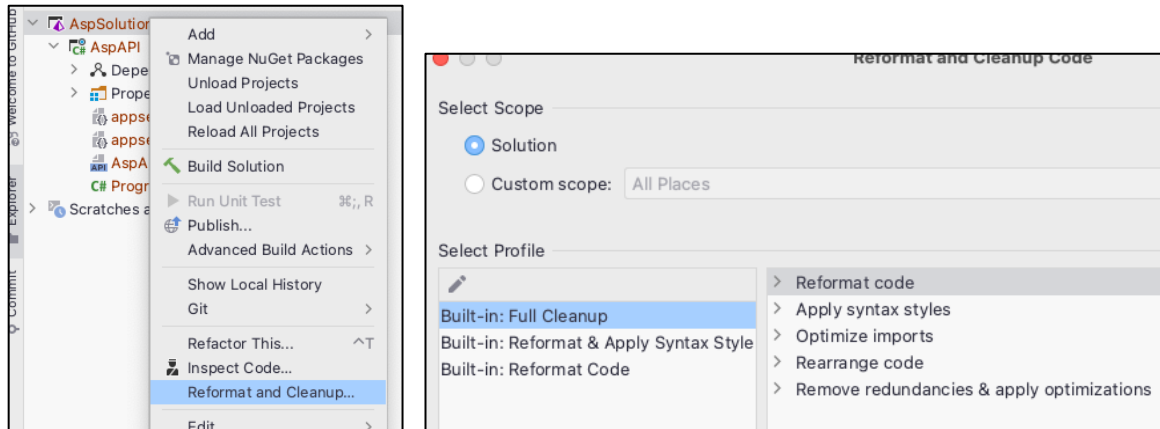 Welcome to GitHub
Explorer
Commit
AspSolution
AspAPI
Depe
Prope
appse
appse
API AspA
C# Progr
Scratches a
Add
Manage NuGet Packages
Unload Projects
Load Unloaded Projects
Reload All Projects
Build Solution
Run Unit Test ⌘;, R
Publish...
Advanced Build Actions
Show Local History
Git
Refactor This... ^T
Inspect Code...
Reformat and Cleanup...
Edit
Reformat and Cleanup Code
Select Scope
Solution
Custom scope: All Places
Select Profile
Built-in: Full Cleanup
Built-in: Reformat & Apply Syntax Style
Built-in: Reformat Code
Reformat code
Apply syntax styles
Optimize imports
Rearrange code
Remove redundancies & apply optimizations